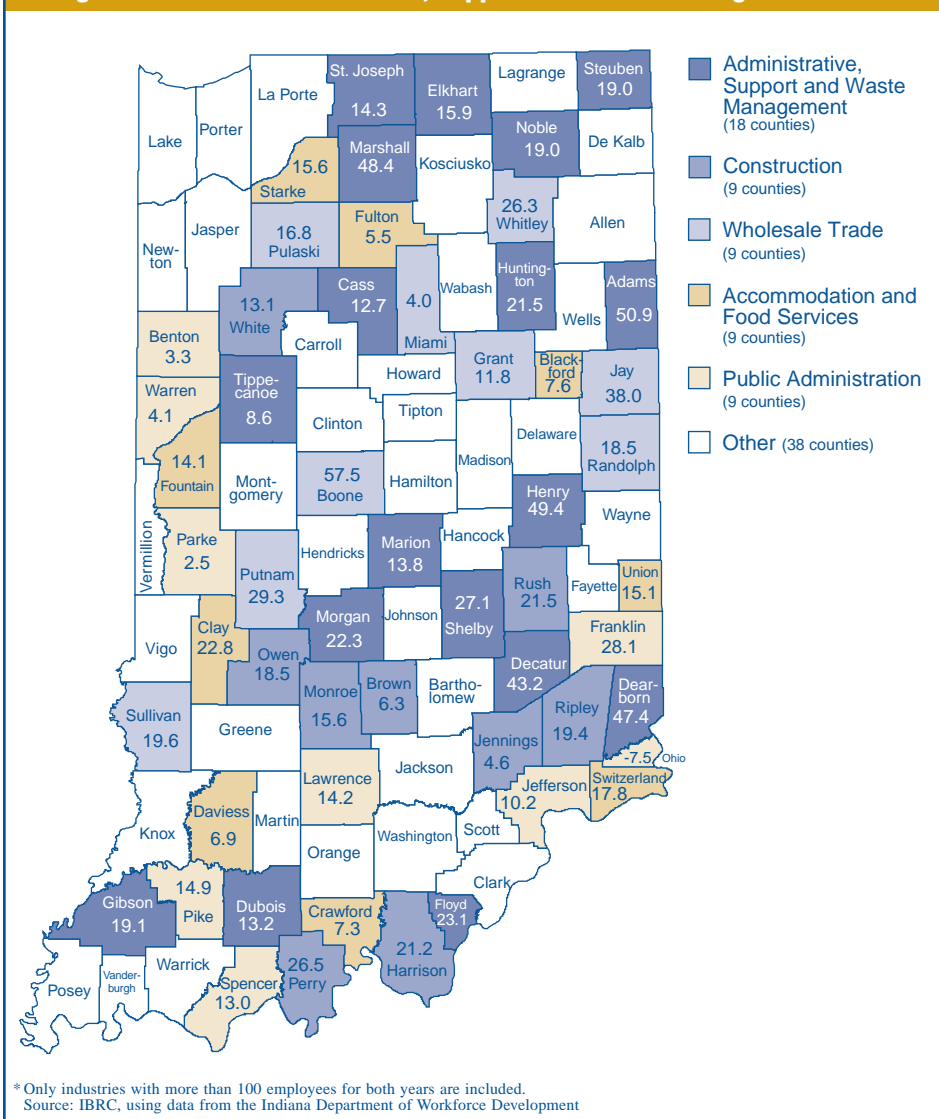 St. Joseph
14.3
Elkhart
15.9
Lagrange
Steuben
19.0
La Porte
Lake
Porter
Noble
19.0
De Kalb
15.6
Starke
Marshall
48.4
Kosciusko
26.3
Whitley
Allen
New-
ton
Jasper
16.8
Pulaski
Fulton
5.5
Wabash
Hunting-
ton
21.5
Adams
50.9
Wells
13.1
White
Cass
12.7
4.0
Miami
Carroll
Benton
3.3
Howard
Grant
11.8
Black-
ford
7.6
Jay
38.0
Warren
4.1
Tippe-
canoe
8.6
Clinton
Tipton
Delaware
18.5
Randolph
14.1
Fountain
Mont-
gomery
57.5
Boone
Hamilton
Madison
Henry
49.4
Wayne
Vermillion
Parke
2.5
Putnam
29.3
Hendricks
Marion
13.8
Hancock
Rush
21.5
Fayette
Union
15.1
Vigo
Clay
22.8
Owen
18.5
Morgan
22.3
Johnson
27.1
Shelby
Franklin
28.1
Decatur
43.2
Dear-
born
47.4
Sullivan
19.6
Greene
Monroe
15.6
Brown
6.3
Bartho-
lomew
Jennings
4.6
Ripley
19.4
-7.5
Ohio
Switzerland
17.8
Jefferson
10.2
Lawrence
14.2
Jackson
Knox
Daviess
6.9
Martin
Orange
Washington
Scott
Clark
Gibson
19.1
14.9
Pike
Dubois
13.2
Crawford
7.3
Floyd
23.1
21.2
Harrison
Posey
Vander-
burgh
Warrick
Spencer
13.0
26.5
Perry
Administrative,
Support and Waste
Management
(18 counties)
Construction
(9 counties)
Wholesale Trade
(9 counties)
Accommodation and
Food Services
(9 counties)
Public Administration
(9 counties)
Other (38 counties)
* Only industries with more than 100 employees for both years are included.
Source: IBRC, using data from the Indiana Department of Workforce Development